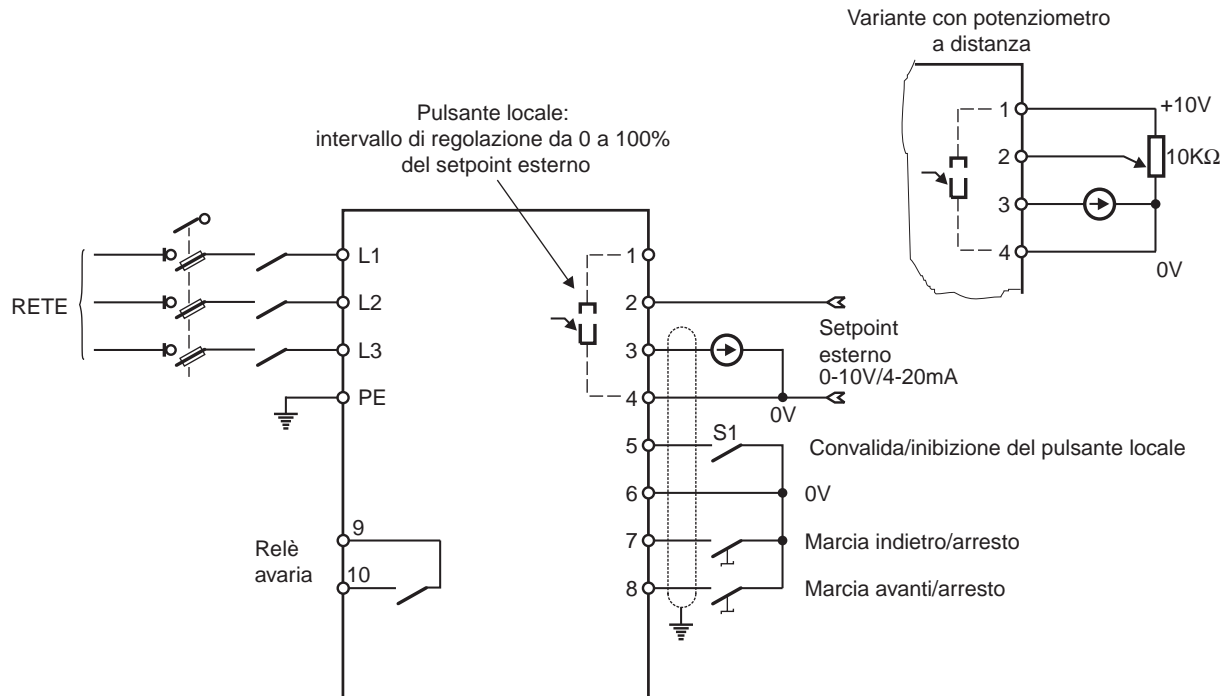 Variante con potenziometro
a distanza
1
+10V
2
10KΩ
3
4
0V
Pulsante locale:
intervallo di regolazione da 0 a 100%
del setpoint esterno
RETE
L1
L2
L3
PE
1
2
3
4
0V
Setpoint
esterno
0-10V/4-20mA
5
S1
Convalida/inibizione del pulsante locale
6
0V
7
Marcia indietro/arresto
8
Marcia avanti/arresto
Relè
avaria
9
10